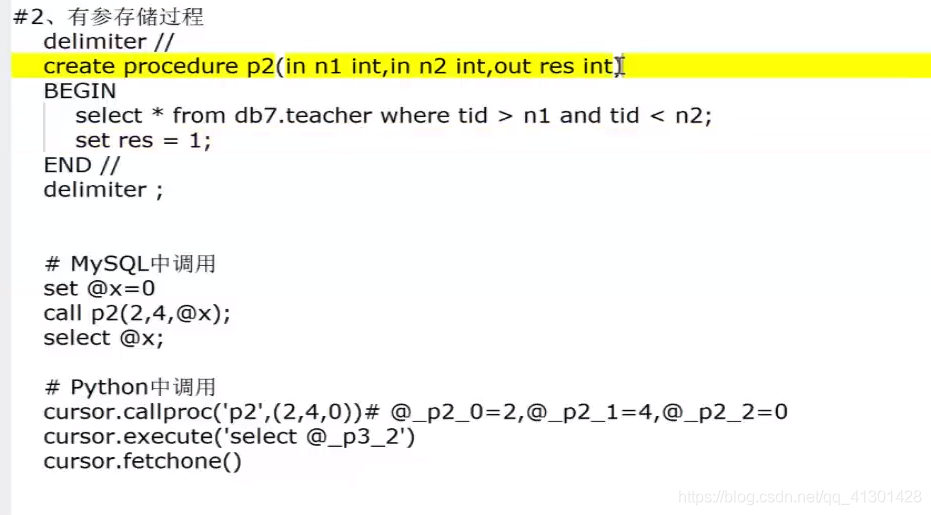 #2、有参存储过程
delimiter //
create procedure p2(in n1 int,in n2 int,out res int)
BEGIN
select * from db7.teacher where tid > n1 and tid < n2;
set res = 1;
END //
delimiter ;
# MySQL中调用
set @x=0
call p2(2,4,@x);
select @x;
# Python中调用
cursor.callproc('p2',(2,4,0))# @_p2_0=2,@_p2_1=4,@_p2_2=0
cursor.execute('select @_p3_2')
cursor.fetchone()
https://blog.csdn.net/qq_41301428